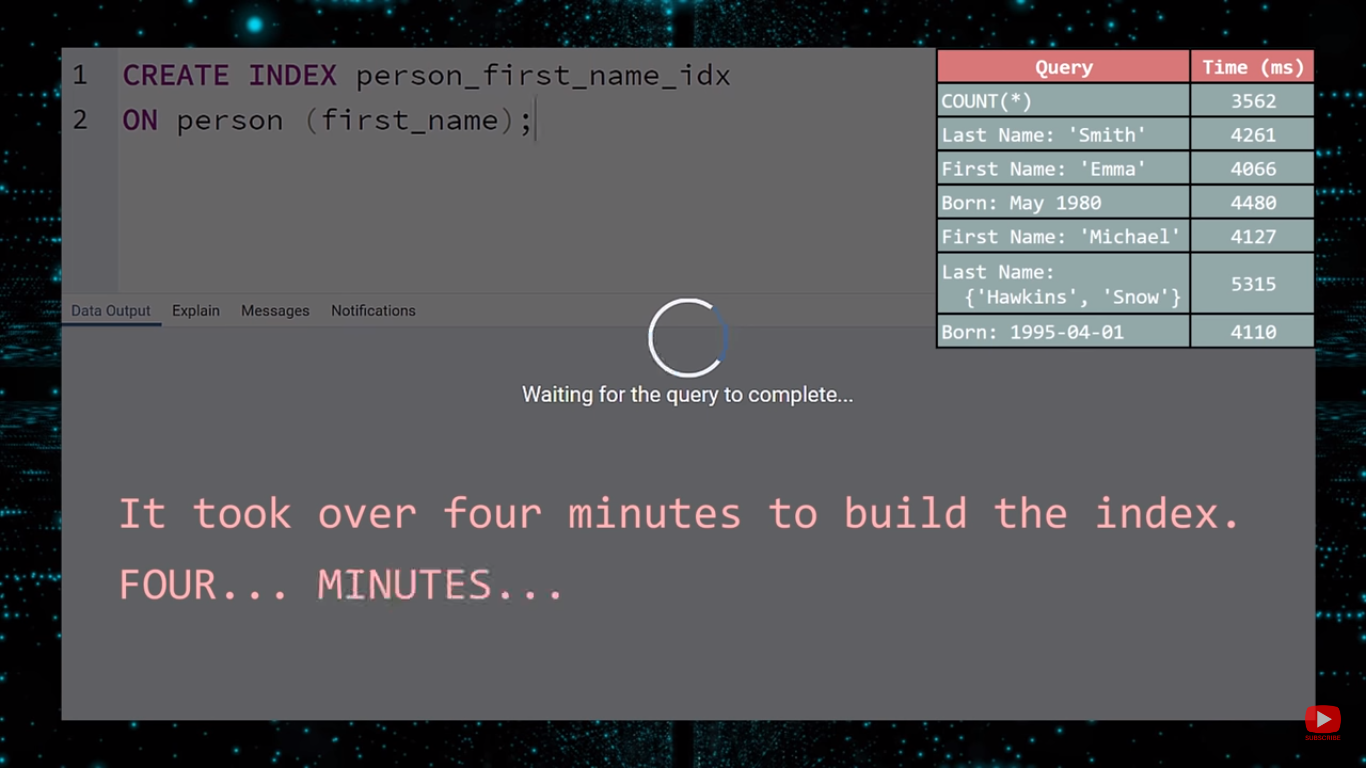 1 CREATE INDEX person_first_name_idx
2 ON person (first_name);
Query Time (ms)
COUNT(*) 3562
Last Name: 'Smith' 4261
First Name: 'Emma' 4066
Born: May 1980 4480
First Name: 'Michael' 4127
Last Name:
{'Hawkins', 'Snow'} 5315
Born: 1995-04-01 4110
Data Output Explain Messages Notifications
Waiting for the query to complete...
It took over four minutes to build the index.
FOUR... MINUTES...
SUBSCRIBE